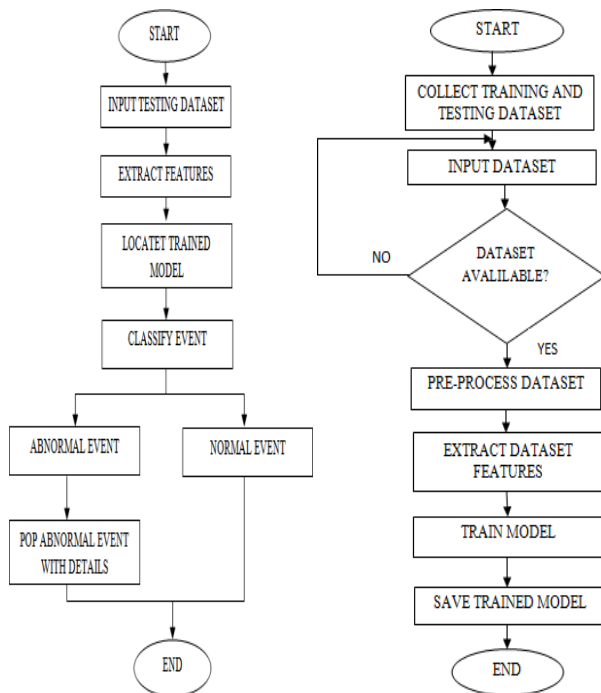 START
INPUT TESTING DATASET
EXTRACT FEATURES
LOCATET TRAINED
MODEL
CLASSIFY EVENT
ABNORMAL EVENT
NORMAL EVENT
POP ABNORMAL EVENT
WITH DETAILS
END
START
COLLECT TRAINING AND
TESTING DATASET
INPUT DATASET
DATASET
AVALILABLE?
NO
YES
PRE-PROCESS DATASET
EXTRACT DATASET
FEATURES
TRAIN MODEL
SAVE TRAINED MODEL
END